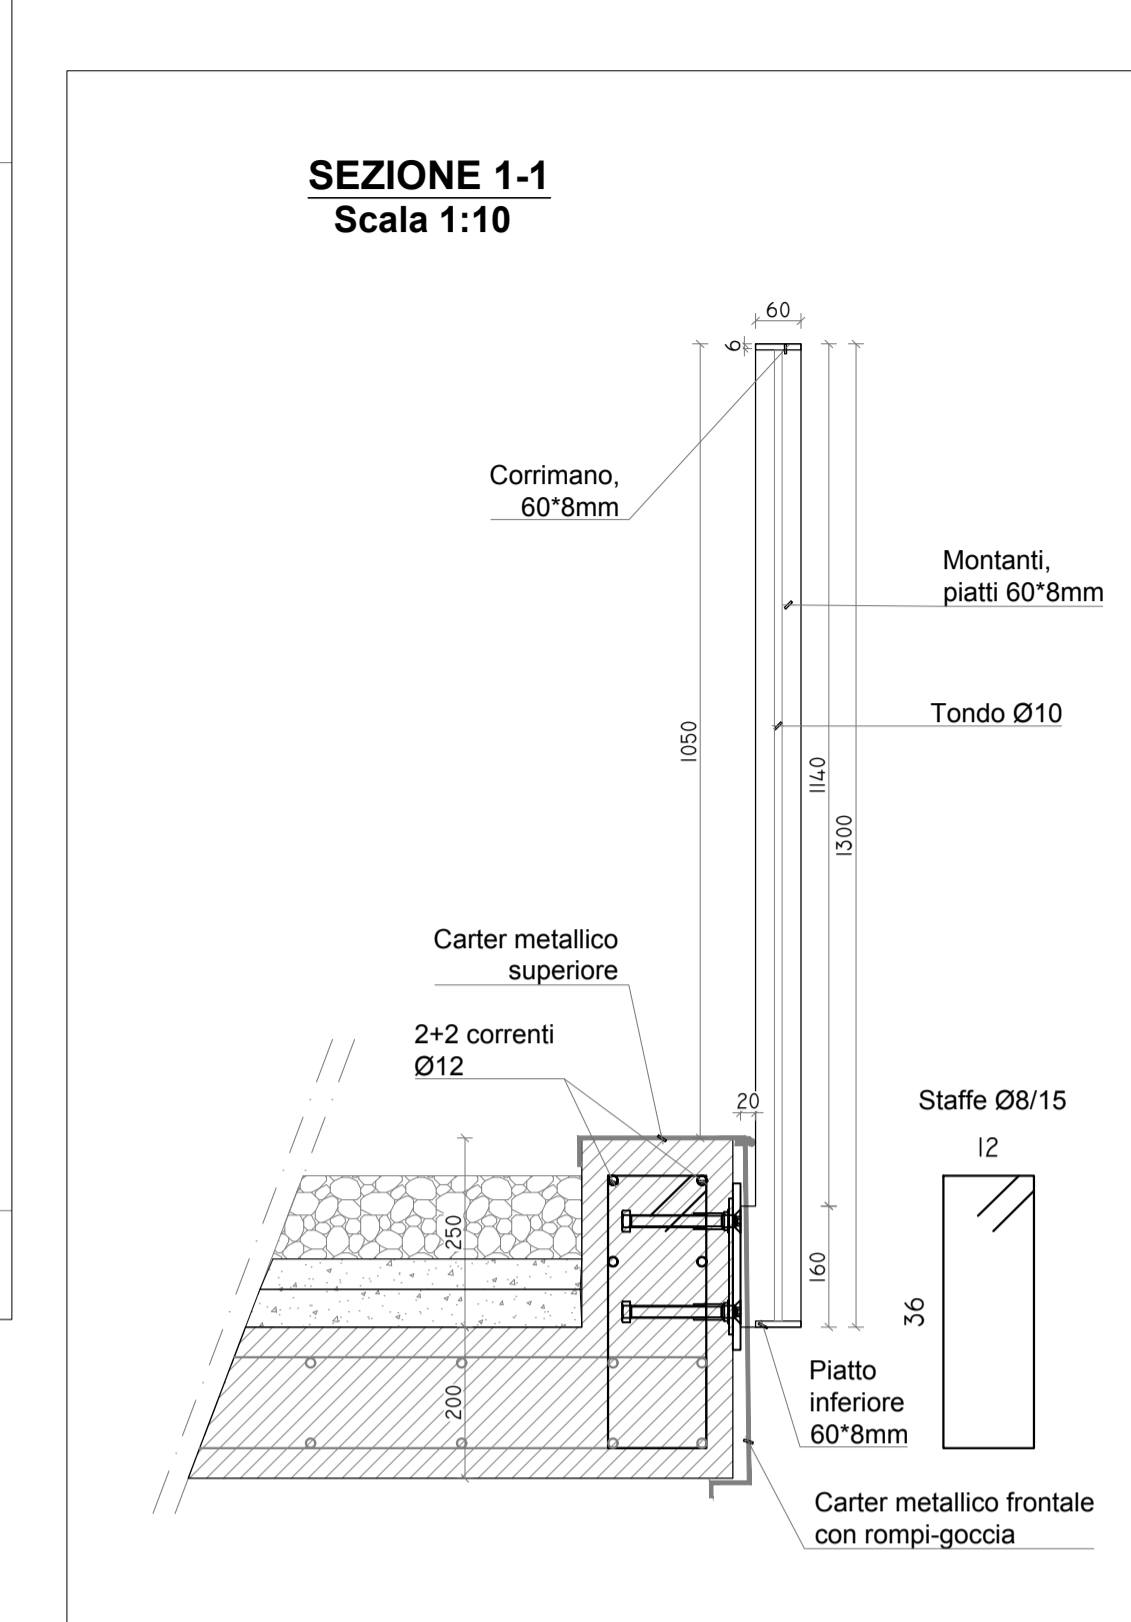 SEZIONE 1-1
Scala 1:10
60
6
Corrimano,
60*8mm
Montanti,
piatti 60*8mm
Tondo Ø10
1050
1140
1300
Carter metallico
superiore
2+2 correnti
Ø12
20
Staffe Ø8/15
12
250
160
36
200
Piatto
inferiore
60*8mm
Carter metallico frontale
con rompi-goccia